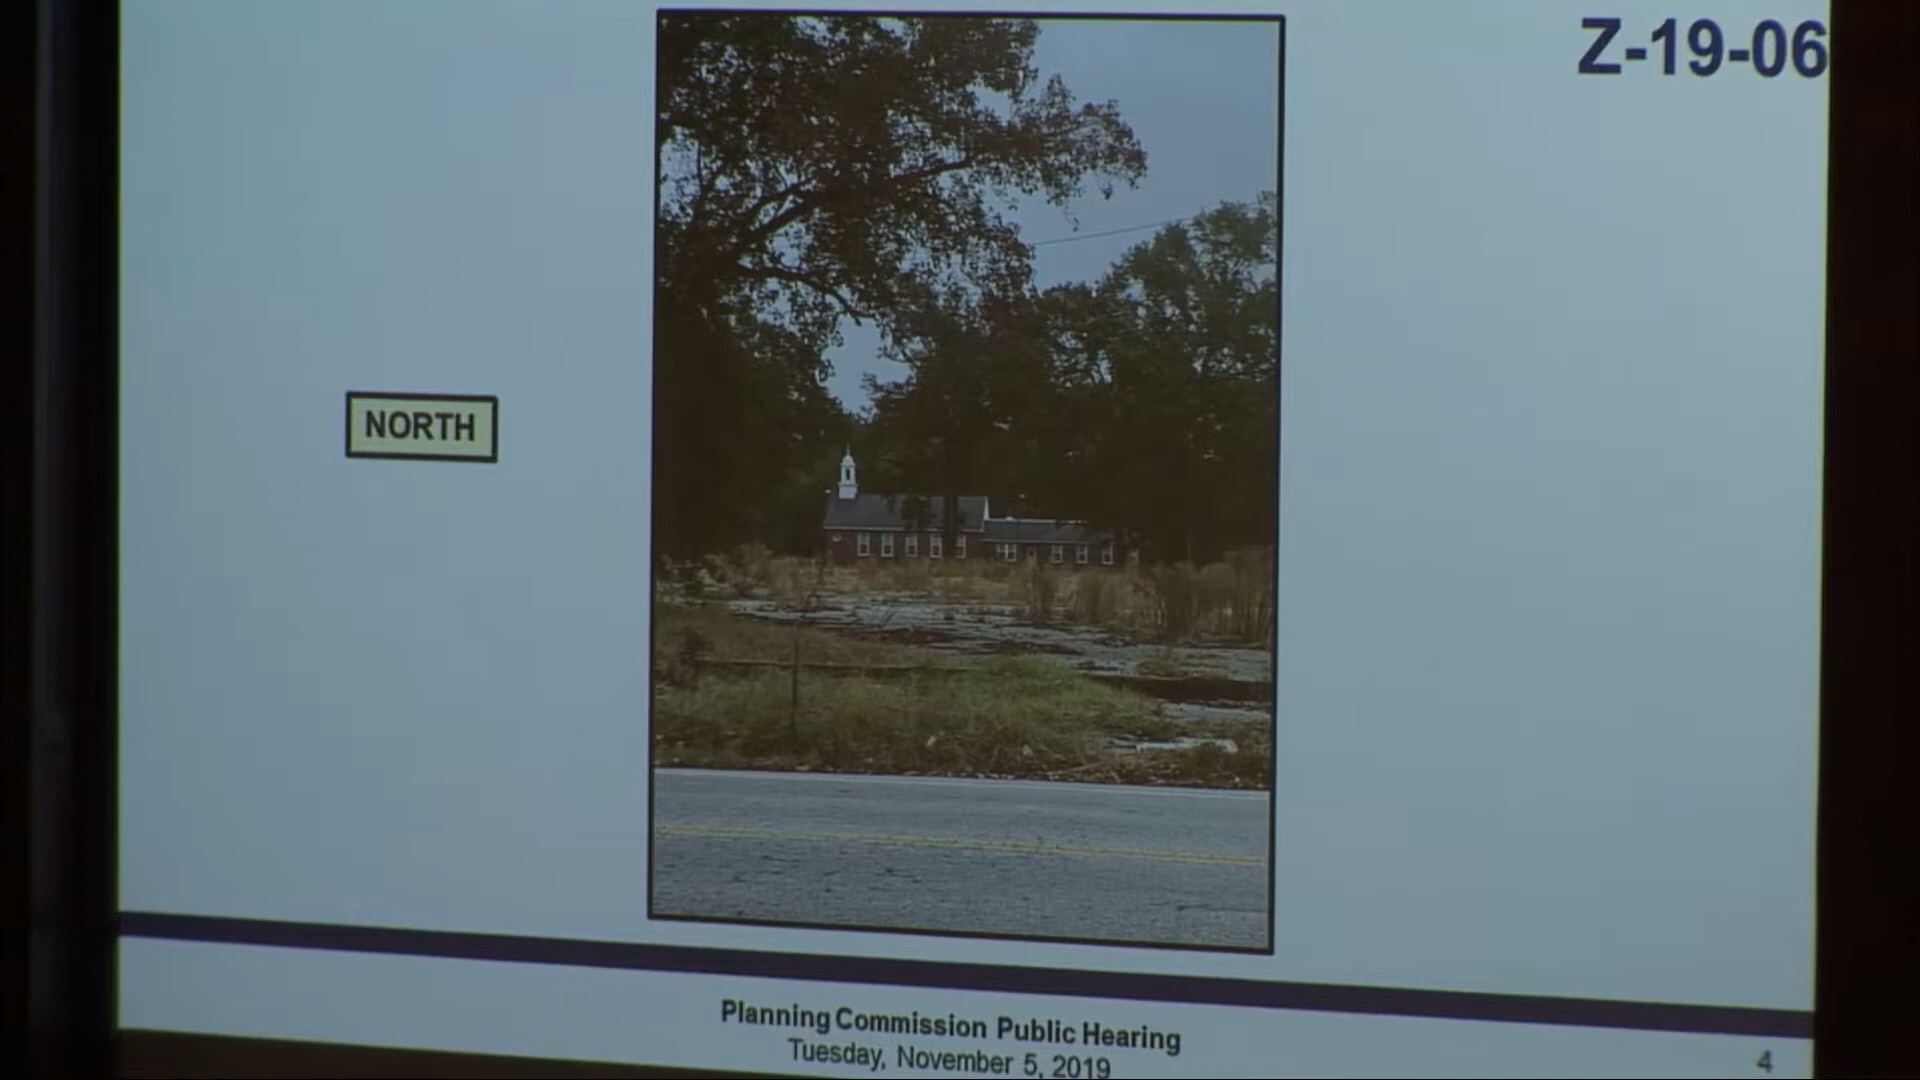 Z-19-06
NORTH
Planning Commission Public Hearing
Tuesday, November 5, 2019
4